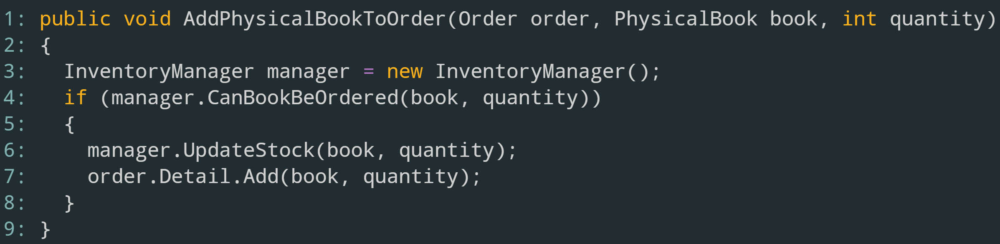 1: public void AddPhysicalBookToOrder(Order order, PhysicalBook book, int quantity)
2: {
3:   InventoryManager manager = new InventoryManager();
4:   if (manager.CanBookBeOrdered(book, quantity))
5:   {
6:     manager.UpdateStock(book, quantity);
7:     order.Detail.Add(book, quantity);
8:   }
9: }